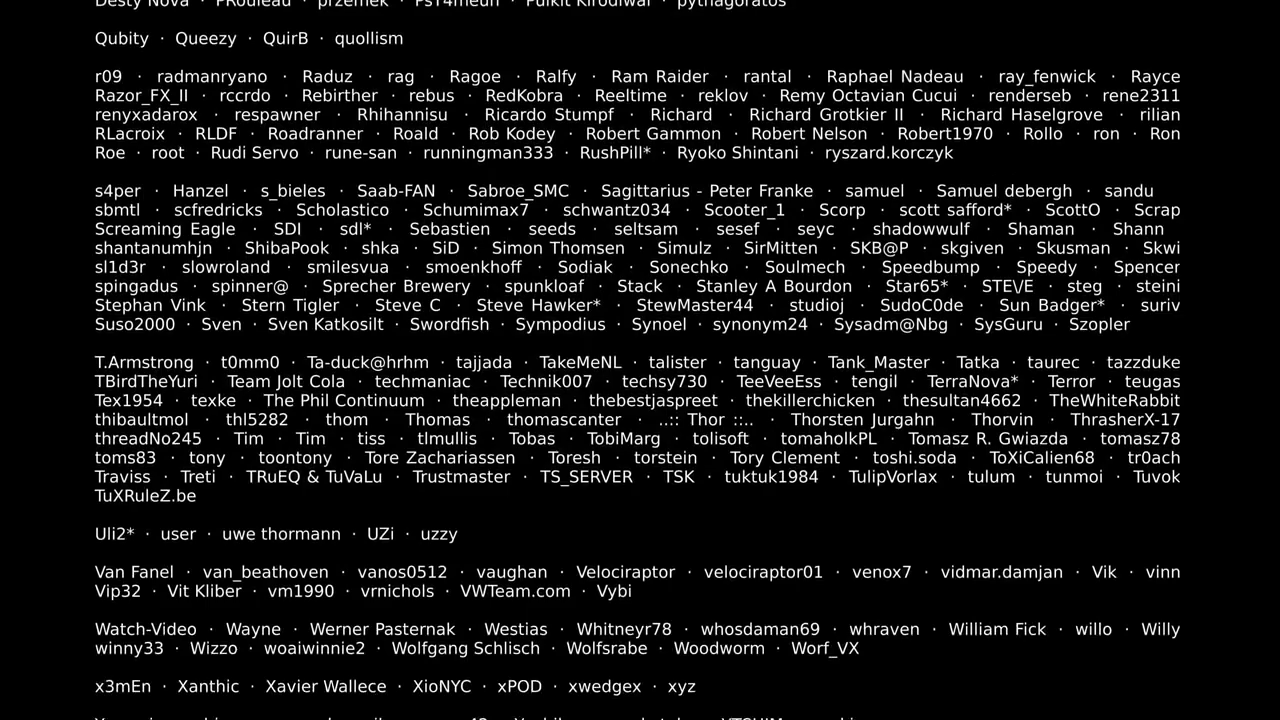 Desty Nova · PRouleau · przemek · PsT4meun · Pulkit Kirodiwal · pythagoratos
Qubity · Queezy · QuirB · quollism
r09 · radmanryano · Raduz · rag · Ragoe · Ralfy · Ram Raider · rantal · Raphael Nadeau · ray_fenwick · Rayce
Razor_FX_II · rccrdo · Rebirther · rebus · RedKobra · Reeltime · reklov · Remy Octavian Cucui · renderseb · rene2311
renyxadarox · respawner · Rhihannisu · Ricardo Stumpf · Richard · Richard Grotkier II · Richard Haselgrove · rilian
RLacroix · RLDF · Roadranner · Roald · Rob Kodey · Robert Gammon · Robert Nelson · Robert1970 · Rollo · ron · Ron
Roe · root · Rudi Servo · rune-san · runningman333 · RushPill* · Ryoko Shintani · ryszard.korczyk
s4per · Hanzel · s_bieles · Saab-FAN · Sabroe_SMC · Sagittarius - Peter Franke · samuel · Samuel debergh · sandu
sbmtl · scfredricks · Scholastico · Schumimax7 · schwantz034 · Scooter_1 · Scorp · scott safford* · ScottO · Scrap
Screaming Eagle · SDI · sdl* · Sebastien · seeds · seltsam · sesef · seyc · shadowwulf · Shaman · Shann
shantanumhjn · ShibaPook · shka · SiD · Simon Thomsen · Simulz · SirMitten · SKB@P · skgiven · Skusman · Skwi
sl1d3r · slowroland · smilesvua · smoenkhoff · Sodiak · Sonechko · Soulmech · Speedbump · Speedy · Spencer
spingadus · spinner@ · Sprecher Brewery · spunkloaf · Stack · Stanley A Bourdon · Star65* · STE\/E · steg · steini
Stephan Vink · Stern Tigler · Steve C · Steve Hawker* · StewMaster44 · studioj · SudoC0de · Sun Badger* · suriv
Suso2000 · Sven · Sven Katkosilt · Swordfish · Sympodius · Synoel · synonym24 · Sysadm@Nbg · SysGuru · Szopler
T.Armstrong · t0mm0 · Ta-duck@hrhm · tajjada · TakeMeNL · talister · tanguay · Tank_Master · Tatka · taurec · tazzduke
TBirdTheYuri · Team Jolt Cola · techmaniac · Technik007 · techsy730 · TeeVeeEss · tengil · TerraNova* · Terror · teugas
Tex1954 · texke · The Phil Continuum · theappleman · thebestjaspreet · thekillerchicken · thesultan4662 · TheWhiteRabbit
thibaultmol · thl5282 · thom · Thomas · thomascanter · ..:: Thor ::.. · Thorsten Jurgahn · Thorvin · ThrasherX-17
threadNo245 · Tim · Tim · tiss · tlmullis · Tobas · TobiMarg · tolisoft · tomaholkPL · Tomasz R. Gwiazda · tomasz78
toms83 · tony · toontony · Tore Zachariassen · Toresh · torstein · Tory Clement · toshi.soda · ToXiCalien68 · tr0ach
Traviss · Treti · TRuEQ & TuVaLu · Trustmaster · TS_SERVER · TSK · tuktuk1984 · TulipVorlax · tulum · tunmoi · Tuvok
TuXRuleZ.be
Uli2* · user · uwe thormann · UZi · uzzy
Van Fanel · van_beathoven · vanos0512 · vaughan · Velociraptor · velociraptor01 · venox7 · vidmar.damjan · Vik · vinn
Vip32 · Vit Kliber · vm1990 · vrnichols · VWTeam.com · Vybi
Watch-Video · Wayne · Werner Pasternak · Westias · Whitneyr78 · whosdaman69 · whraven · William Fick · willo · Willy
winny33 · Wizzo · woaiwinnie2 · Wolfgang Schlisch · Wolfsrabe · Woodworm · Worf_VX
x3mEn · Xanthic · Xavier Wallece · XioNYC · xPOD · xwedgex · xyz